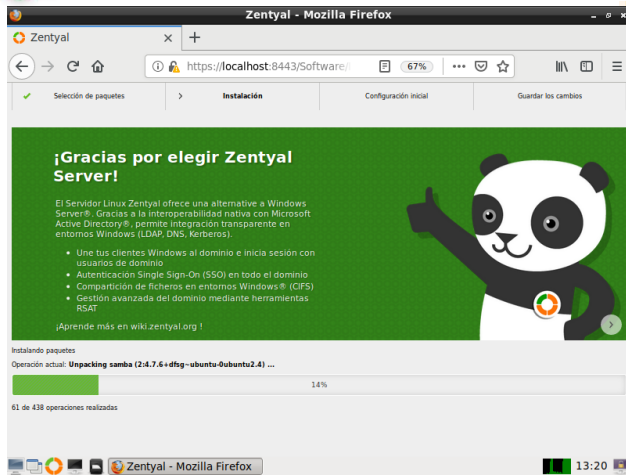 Zentyal - Mozilla Firefox
Zentyal
https://localhost:8443/Software/
67%
Selección de paquetes
Instalación
Configuración inicial
Guardar los cambios
¡Gracias por elegir Zentyal
Server!
El Servidor Linux Zentyal ofrece una alternative a Windows
Server®. Gracias a la interoperabilidad nativa con Microsoft
Active Directory®, permite integración transparente en
entornos Windows (LDAP, DNS, Kerberos).
• Une tus clientes Windows al dominio e inicia sesión con
usuarios de dominio
• Autenticación Single Sign-On (SSO) en todo el dominio
• Compartición de ficheros en entornos Windows® (CIFS)
• Gestión avanzada del dominio mediante herramientas
RSAT
¡Aprende más en wiki.zentyal.org !
Instalando paquetes
Operación actual: Unpacking samba (2:4.7.6+dfsg~ubuntu-0ubuntu2.4) ...
14%
61 de 438 operaciones realizadas
Zentyal - Mozilla Firefox
13:20